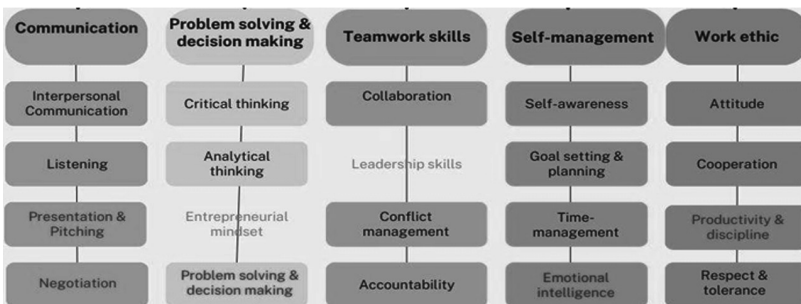 Communication
Problem solving &
decision making
Teamwork skills
Self-management
Work ethic
Interpersonal
Communication
Critical thinking
Collaboration
Self-awareness
Attitude
Listening
Analytical
thinking
Leadership skills
Goal setting &
planning
Cooperation
Presentation &
Pitching
Entrepreneurial
mindset
Conflict
management
Time-
management
Productivity &
discipline
Negotiation
Problem solving &
decision making
Accountability
Emotional
intelligence
Respect &
tolerance